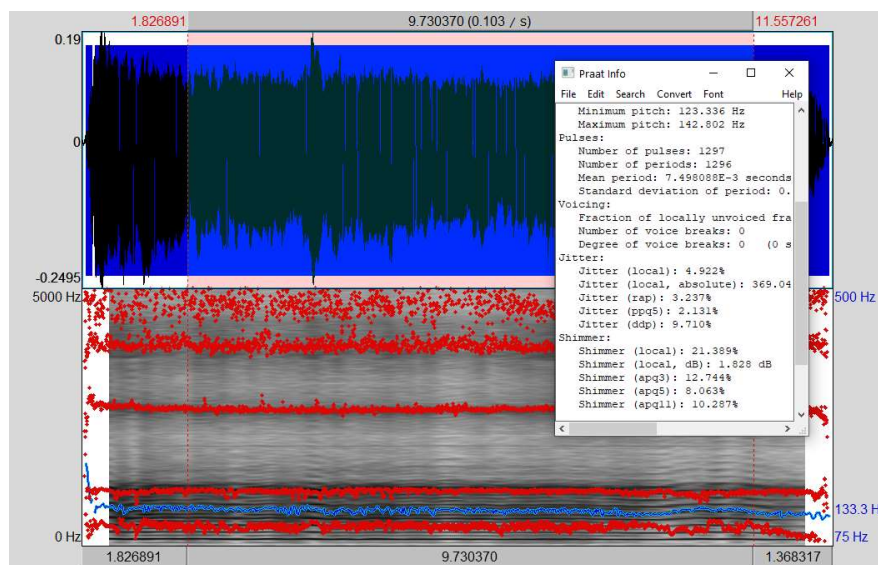 1.826891 9.730370 (0.103 / s) 11.557261
0.19
0
-0.2495
5000 Hz
0 Hz
500 Hz
133.3 H
75 Hz
1.826891 9.730370 1.368317
Praat Info
File Edit Search Convert Font Help
Minimum pitch: 123.336 Hz
Maximum pitch: 142.802 Hz
Pulses:
Number of pulses: 1297
Number of periods: 1296
Mean period: 7.498088E-3 seconds
Standard deviation of period: 0.
Voicing:
Fraction of locally unvoiced fra
Number of voice breaks: 0
Degree of voice breaks: 0 (0 s
Jitter:
Jitter (local): 4.922%
Jitter (local, absolute): 369.04
Jitter (rap): 3.237%
Jitter (ppq5): 2.131%
Jitter (ddp): 9.710%
Shimmer:
Shimmer (local): 21.389%
Shimmer (local, dB): 1.828 dB
Shimmer (apq3): 12.744%
Shimmer (apq5): 8.063%
Shimmer (apq11): 10.287%